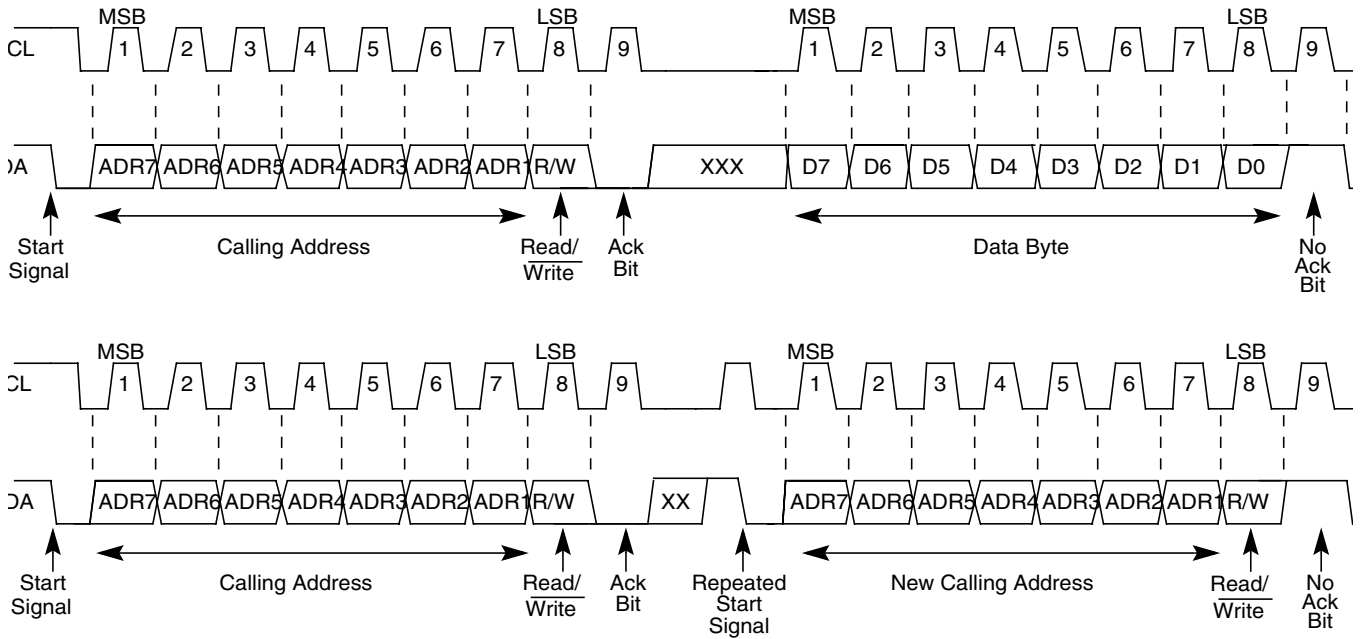 MSB LSB MSB LSB
CL 1 2 3 4 5 6 7 8 9 1 2 3 4 5 6 7 8 9
DA ADR7 ADR6 ADR5 ADR4 ADR3 ADR2 ADR1 R/W XXX D7 D6 D5 D4 D3 D2 D1 D0
Start Signal
Calling Address
Read/ Write
Ack Bit
Data Byte
No Ack Bit
MSB LSB MSB LSB
CL 1 2 3 4 5 6 7 8 9 1 2 3 4 5 6 7 8 9
DA ADR7 ADR6 ADR5 ADR4 ADR3 ADR2 ADR1 R/W XX ADR7 ADR6 ADR5 ADR4 ADR3 ADR2 ADR1 R/W
Start Signal
Calling Address
Read/ Write
Ack Bit
Repeated Start Signal
New Calling Address
Read/ Write
No Ack Bit